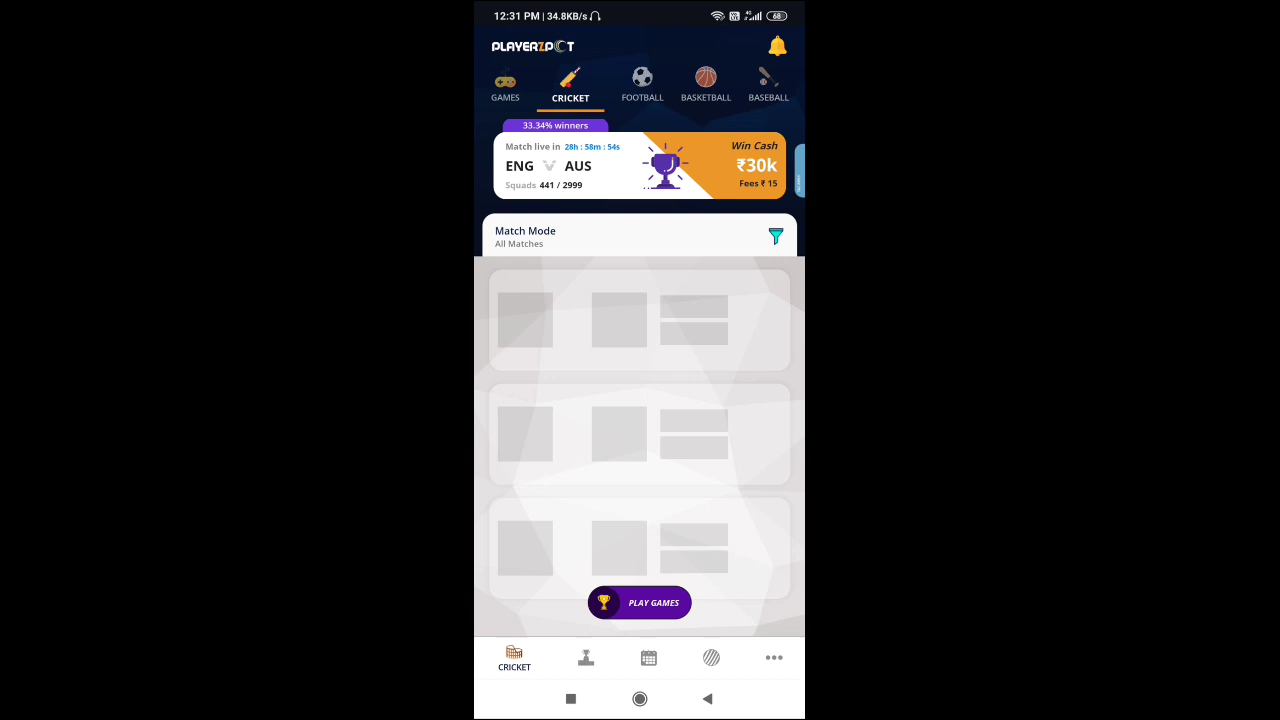 12:31 PM | 34.8KB/s
4G
68
PLAYERZPOT
GAMES
CRICKET
FOOTBALL
BASKETBALL
BASEBALL
33.34% winners
Match live in 28h : 58m : 54s
ENG
AUS
Squads 441 / 2999
Win Cash
₹30k
Fees ₹ 15
Match Mode
All Matches
PLAY GAMES
CRICKET